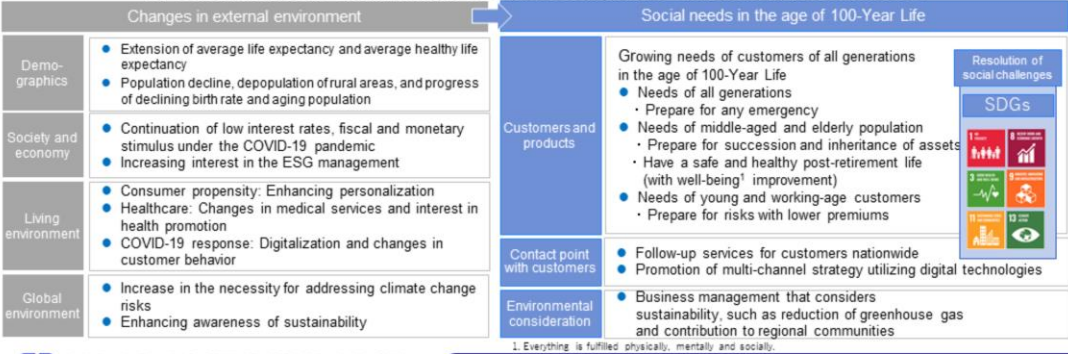 Changes in external environment
Social needs in the age of 100-Year Life
Demo-
graphics
● Extension of average life expectancy and average healthy life
expectancy
● Population decline, depopulation of rural areas, and progress
of declining birth rate and aging population
Society and
economy
● Continuation of low interest rates, fiscal and monetary
stimulus under the COVID-19 pandemic
● Increasing interest in the ESG management
Living
environment
● Consumer propensity: Enhancing personalization
● Healthcare: Changes in medical services and interest in
health promotion
● COVID-19 response: Digitalization and changes in
customer behavior
Global
environment
● Increase in the necessity for addressing climate change
risks
● Enhancing awareness of sustainability
Customers and
products
Growing needs of customers of all generations
in the age of 100-Year Life
● Needs of all generations
・Prepare for any emergency
● Needs of middle-aged and elderly population
・Prepare for succession and inheritance of assets
・Have a safe and healthy post-retirement life
(with well-being1 improvement)
● Needs of young and working-age customers
・Prepare for risks with lower premiums
Resolution of
social challenges
SDGs
1
8
3
9
11
13
Contact point
with customers
● Follow-up services for customers nationwide
● Promotion of multi-channel strategy utilizing digital technologies
Environmental
consideration
● Business management that considers
sustainability, such as reduction of greenhouse gas
and contribution to regional communities
1. Everything is fulfilled physically, mentally and socially.